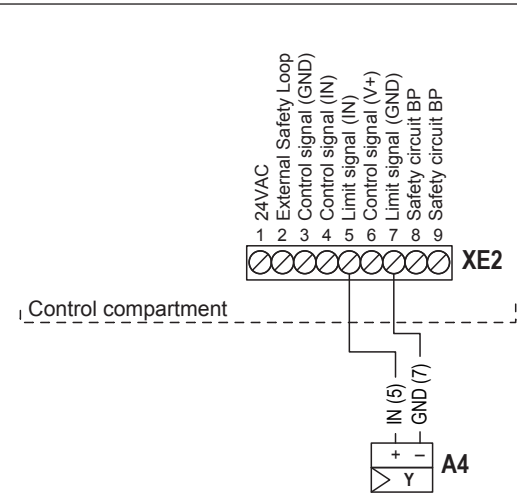 24VAC
External Safety Loop
Control signal (GND)
Control signal (IN)
Limit signal (IN)
Control signal (V+)
Limit signal (GND)
Safety circuit BP
Safety circuit BP
1 2 3 4 5 6 7 8 9
XE2
Control compartment
IN (5)
GND (7)
+ –
A4
Y